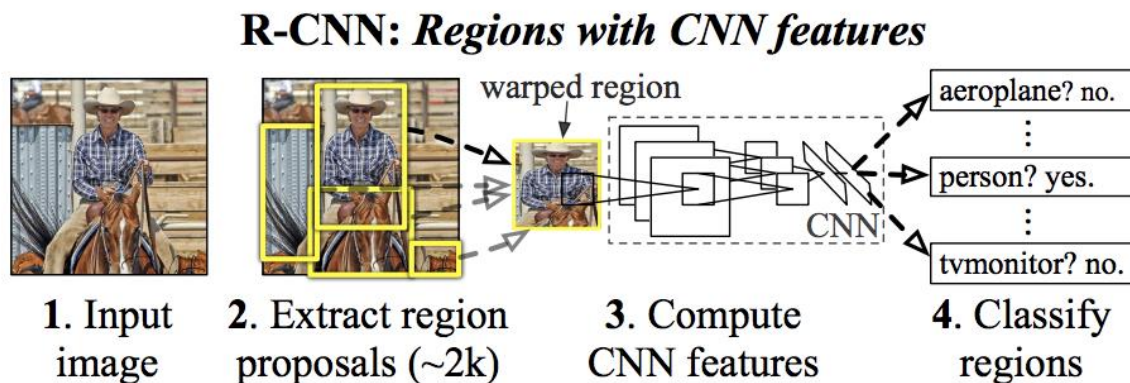 R-CNN: Regions with CNN features
warped region
aeroplane? no.
⋮
person? yes.
⋮
tvmonitor? no.
CNN
1. Input
image
2. Extract region
proposals (~2k)
3. Compute
CNN features
4. Classify
regions